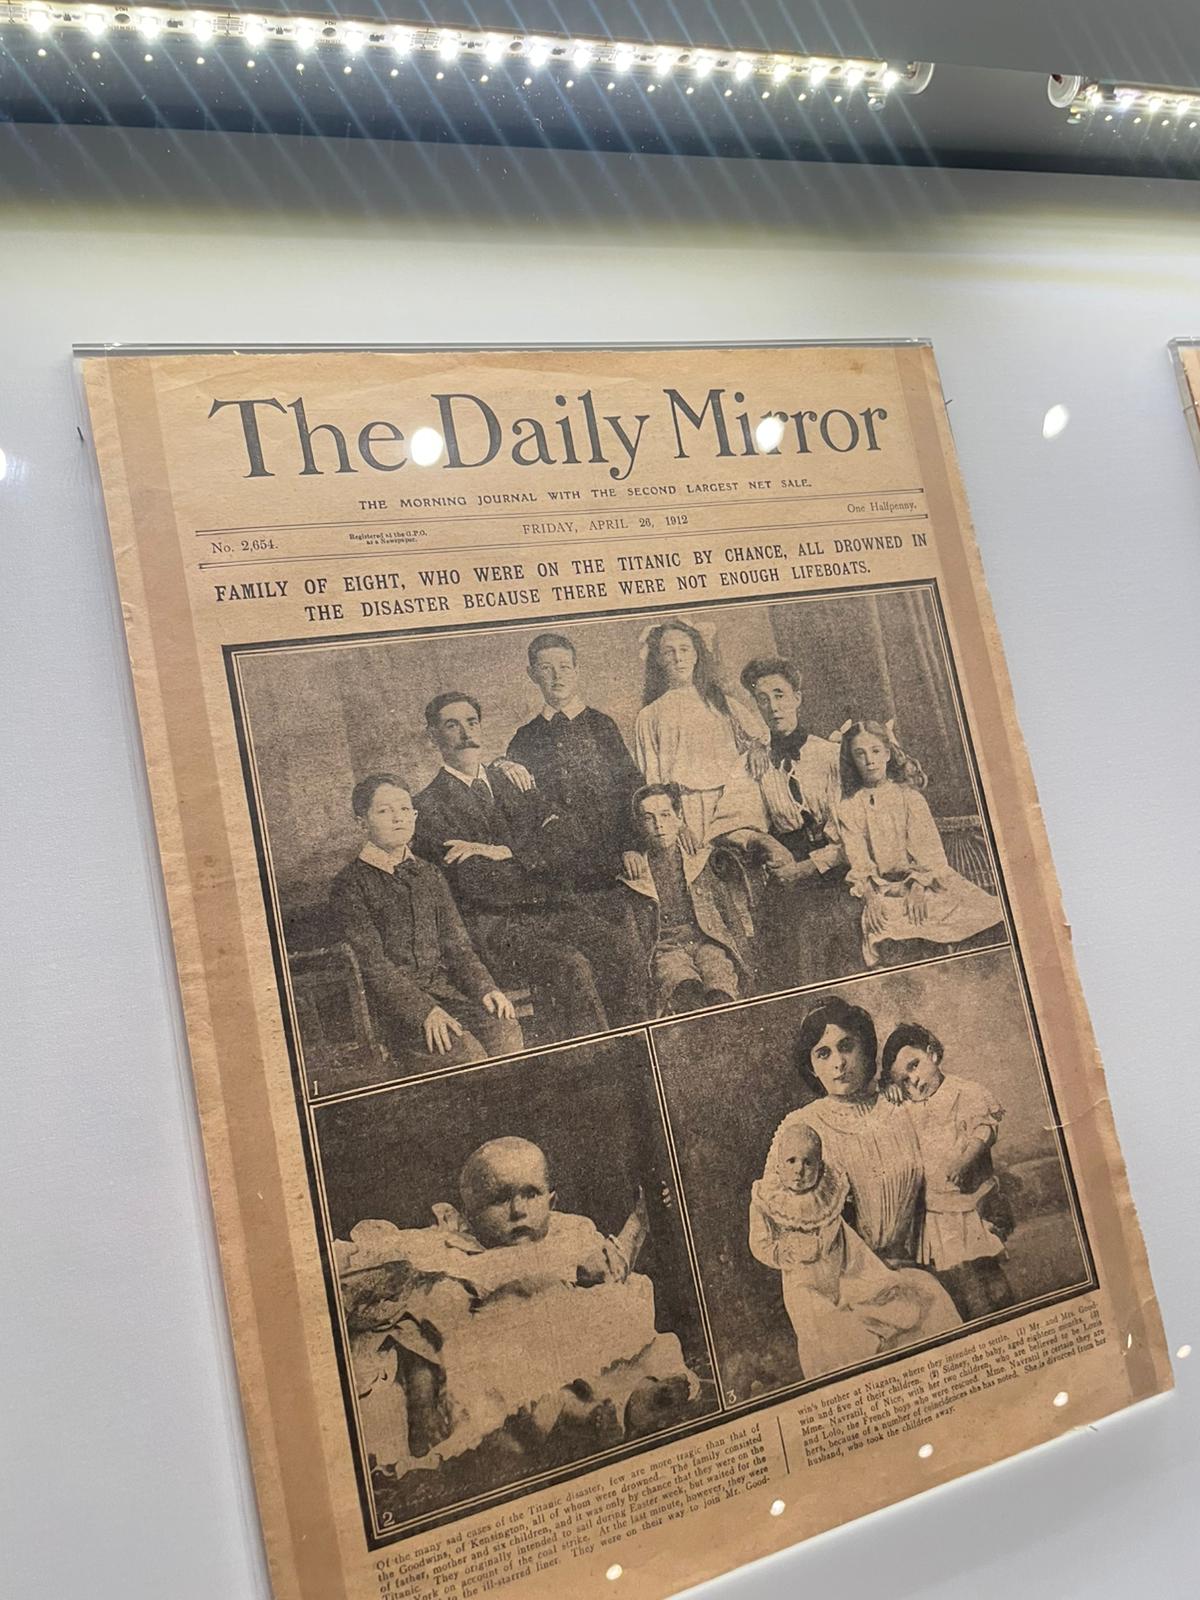 The Daily Mirror
THE MORNING JOURNAL WITH THE SECOND LARGEST NET SALE.
No. 2,654.
Registered at the G.P.O.
as a Newspaper.
FRIDAY, APRIL 26, 1912
One Halfpenny.
FAMILY OF EIGHT, WHO WERE ON THE TITANIC BY CHANCE, ALL DROWNED IN
THE DISASTER BECAUSE THERE WERE NOT ENOUGH LIFEBOATS.
1
2
3
Of the many sad cases of the Titanic disaster, few are more tragic than that of
the Goodwins, of Kensington, all of whom were drowned. The family consisted
of father, mother and six children, and it was only by chance that they were on the
Titanic. They originally intended to sail during Easter week, but waited for the
York on account of the coal strike. At the last minute, however, they were
to the ill-starred liner. They were on their way to join Mr. Good-
win's brother at Niagara, where they intended to settle. (1) Mr. and Mrs. Good-
win and five of their children. (2) Sidney, the baby, aged eighteen months. (3)
Mme. Navratil, of Nice, with her two children, who are believed to be Louis
and Lolo, the French boys who were rescued. Mme. Navratil is certain they are
hers, because of a number of coincidences she has noted. She is divorced from her
husband, who took the children away.